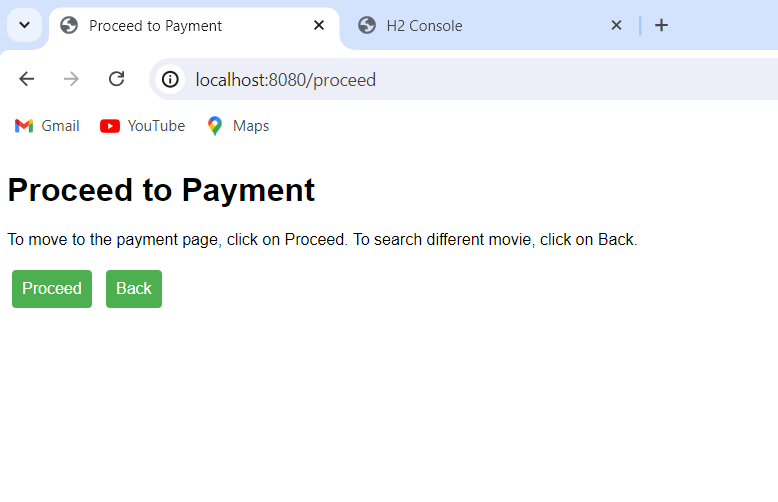 Proceed to Payment
H2 Console
localhost:8080/proceed
Gmail
YouTube
Maps
Proceed to Payment
To move to the payment page, click on Proceed. To search different movie, click on Back.
Proceed
Back